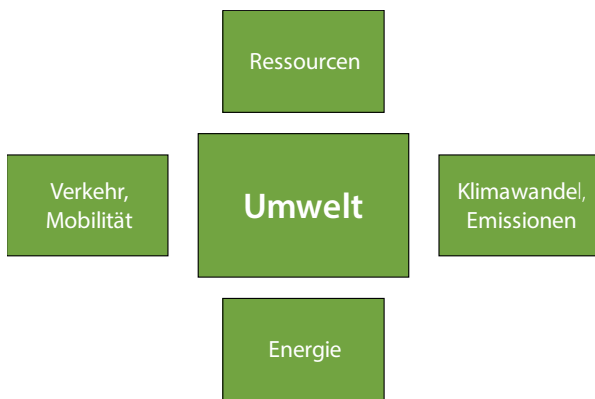 Ressourcen
Verkehr,
Mobilität
Umwelt
Klimawandel,
Emissionen
Energie